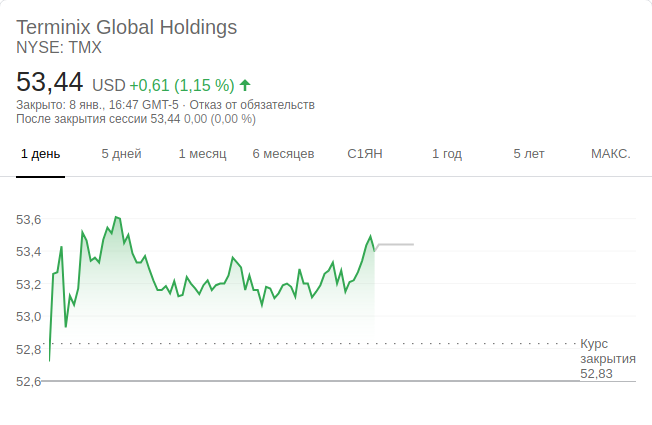 Terminix Global Holdings
NYSE: TMX
53,44 USD +0,61 (1,15 %)
Закрыто: 8 янв., 16:47 GMT-5 · Отказ от обязательств
После закрытия сессии 53,44 0,00 (0,00 %)
1 день 5 дней 1 месяц 6 месяцев С1ЯН 1 год 5 лет МАКС.
53,6
53,4
53,2
53,0
52,8
52,6
Курс
закрытия
52,83